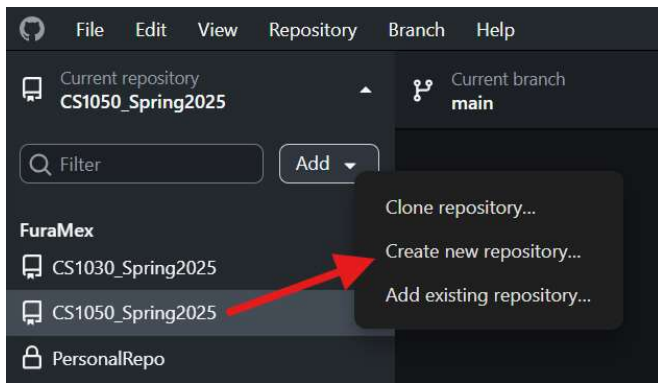 File Edit View Repository Branch Help
Current repository
CS1050_Spring2025
Current branch
main
Filter
Add
Clone repository...
Create new repository...
Add existing repository...
FuraMex
CS1030_Spring2025
CS1050_Spring2025
PersonalRepo